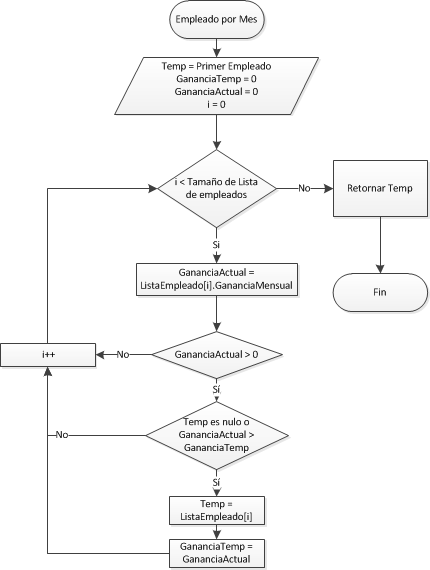 Empleado por Mes
Temp = Primer Empleado
GananciaTemp = 0
GananciaActual = 0
i = 0
i < Tamaño de Lista
de empleados
No
Retornar Temp
Fin
Si
GananciaActual =
ListaEmpleado[i].GananciaMensual
GananciaActual > 0
No
i++
Sí
Temp es nulo o
GananciaActual >
GananciaTemp
No
Sí
Temp =
ListaEmpleado[i]
GananciaTemp =
GananciaActual